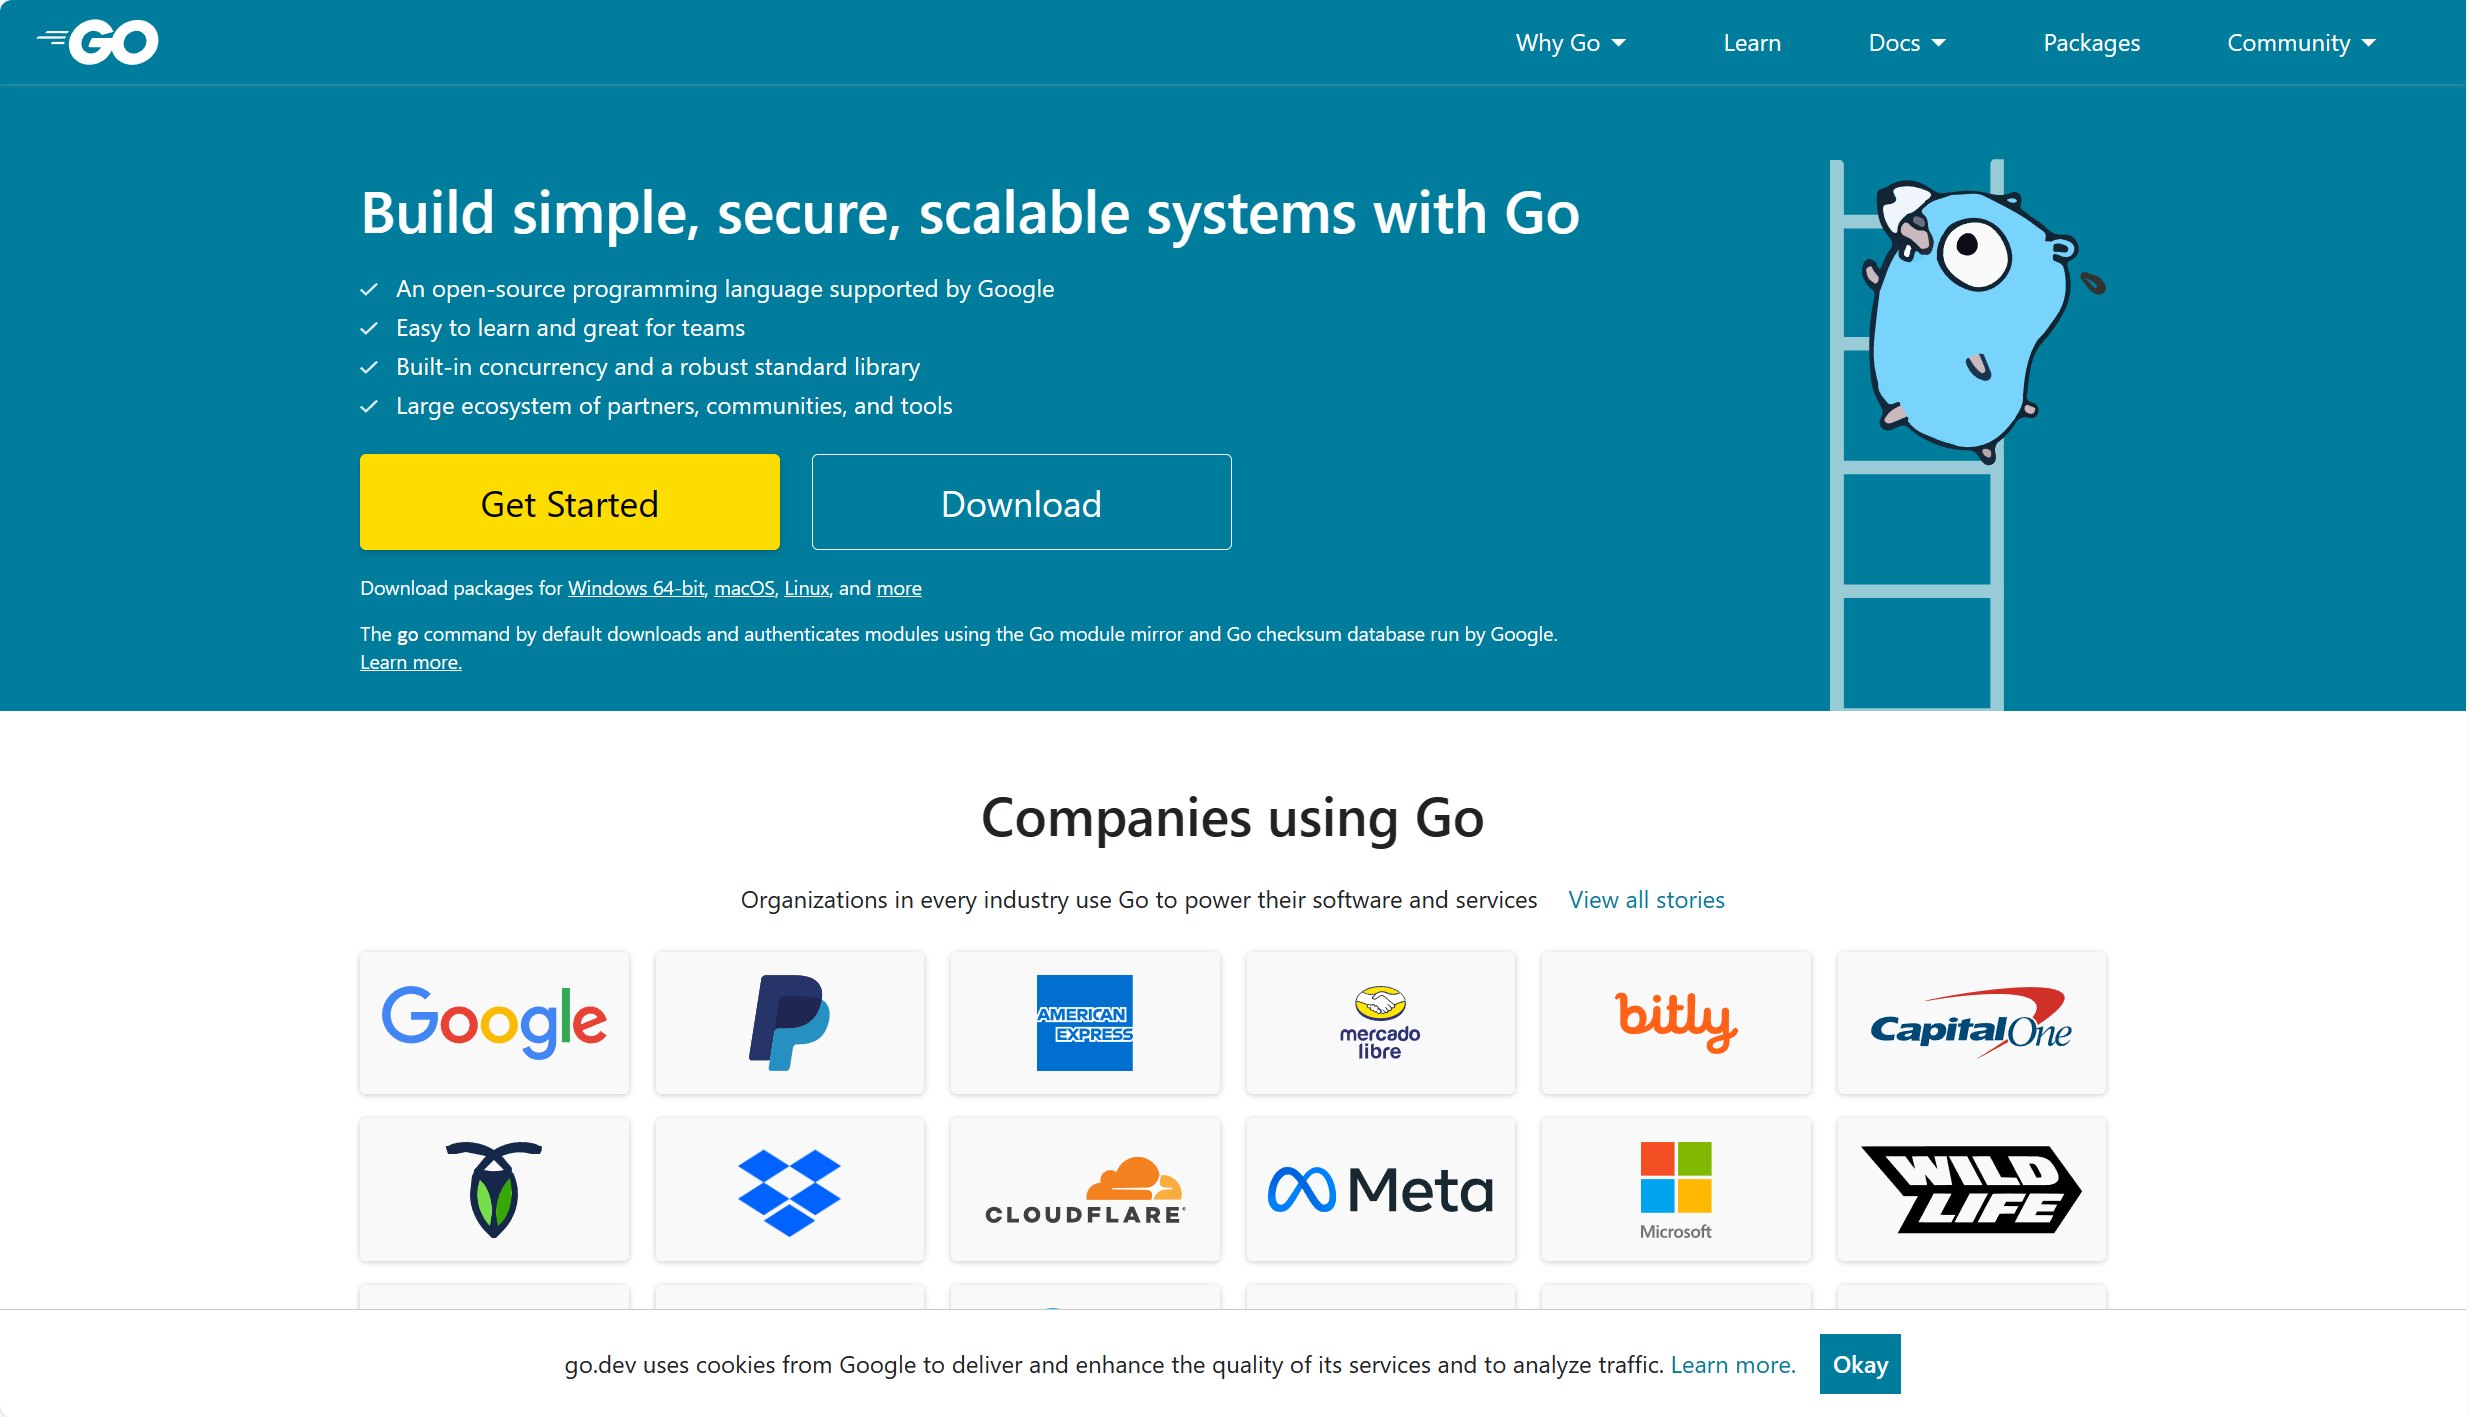 GO
Why Go
Learn
Docs
Packages
Community
Build simple, secure, scalable systems with Go
An open-source programming language supported by Google
Easy to learn and great for teams
Built-in concurrency and a robust standard library
Large ecosystem of partners, communities, and tools
Get Started
Download
Download packages for Windows 64-bit, macOS, Linux, and more
The go command by default downloads and authenticates modules using the Go module mirror and Go checksum database run by Google.
Learn more.
Companies using Go
Organizations in every industry use Go to power their software and services View all stories
Google
AMERICAN
EXPRESS
mercado
libre
bitly
CapitalOne
CLOUDFLARE
Meta
Microsoft
WILD
LIFE
go.dev uses cookies from Google to deliver and enhance the quality of its services and to analyze traffic. Learn more.
Okay